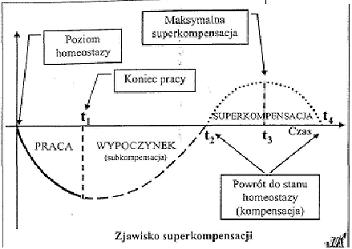 Maksymalna
superkompensacja
Poziom
homeostazy
Koniec pracy
t1
SUPERKOMPENSACJA
t4
Czas
t2
t3
PRACA
WYPOCZYNEK
(subkompensacja)
Powrót do stanu
homeostazy
(kompensacja)
Zjawisko superkompensacji